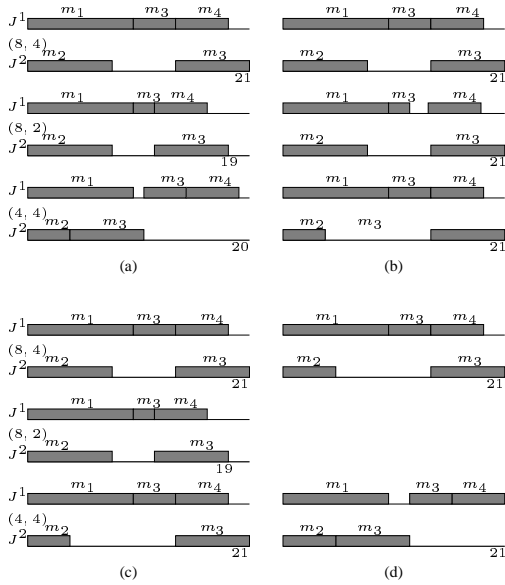 J¹ m₁ m₃ m₄
(8, 4)
J² m₂ m₃
21
J¹ m₁ m₃ m₄
(8, 2)
J² m₂ m₃
19
J¹ m₁ m₃ m₄
(4, 4)
J² m₂ m₃
20
(a)
m₁ m₃ m₄
m₂ m₃
21
m₁ m₃ m₄
m₂ m₃
21
m₁ m₃ m₄
m₂ m₃
21
(b)
J¹ m₁ m₃ m₄
(8, 4)
J² m₂ m₃
21
J¹ m₁ m₃ m₄
(8, 2)
J² m₂ m₃
19
J¹ m₁ m₃ m₄
(4, 4)
J² m₂ m₃
21
(c)
m₁ m₃ m₄
m₂ m₃
21
m₁ m₃ m₄
m₂ m₃
21
(d)